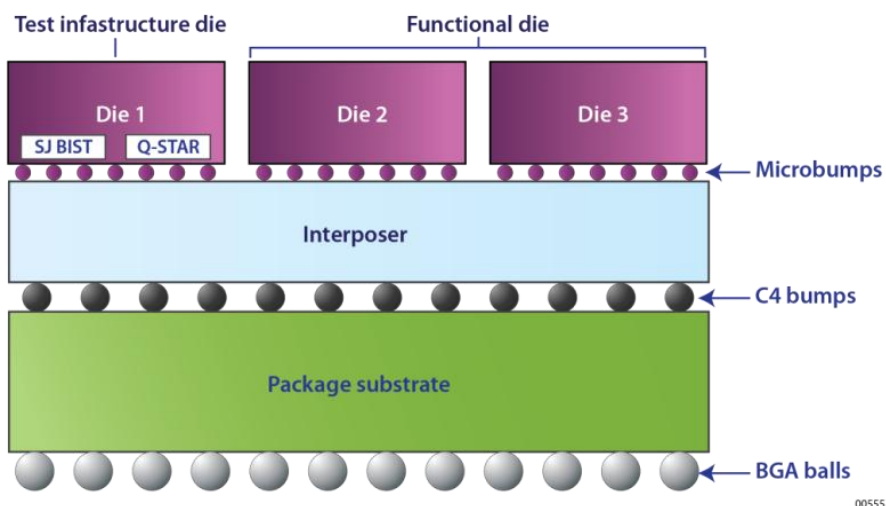 Test infastructure die
Functional die
Die 1
Die 2
Die 3
SJ BIST
Q-STAR
Microbumps
Interposer
C4 bumps
Package substrate
BGA balls
00555